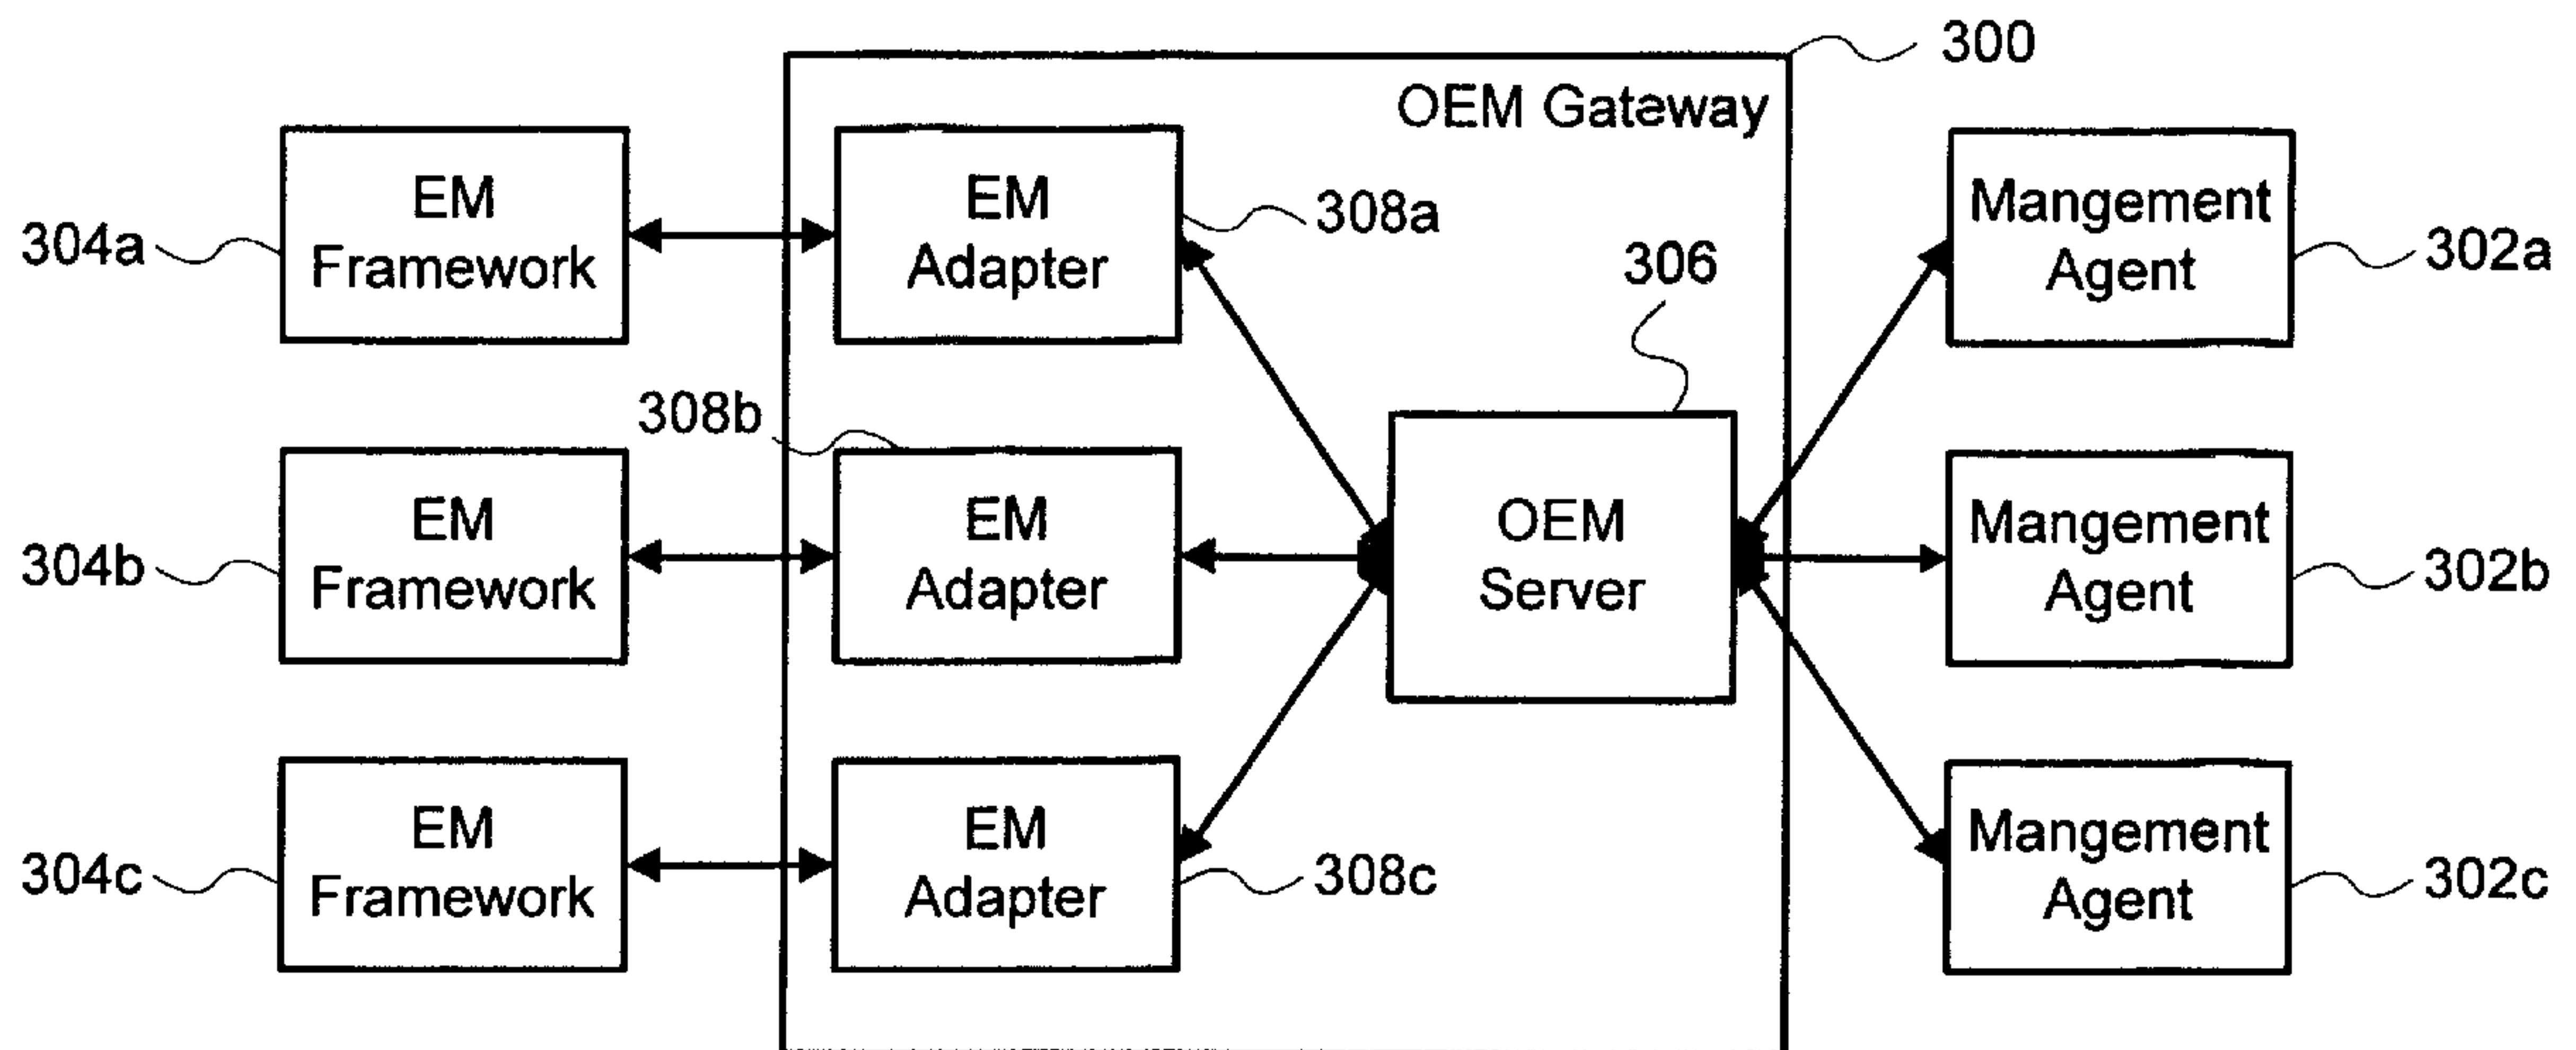 300
OEM Gateway
EM
Framework
304a
EM
Adapter
308a
306
Mangement
Agent
302a
308b
EM
Framework
304b
EM
Adapter
OEM
Server
Mangement
Agent
302b
EM
Framework
304c
EM
Adapter
308c
Mangement
Agent
302c